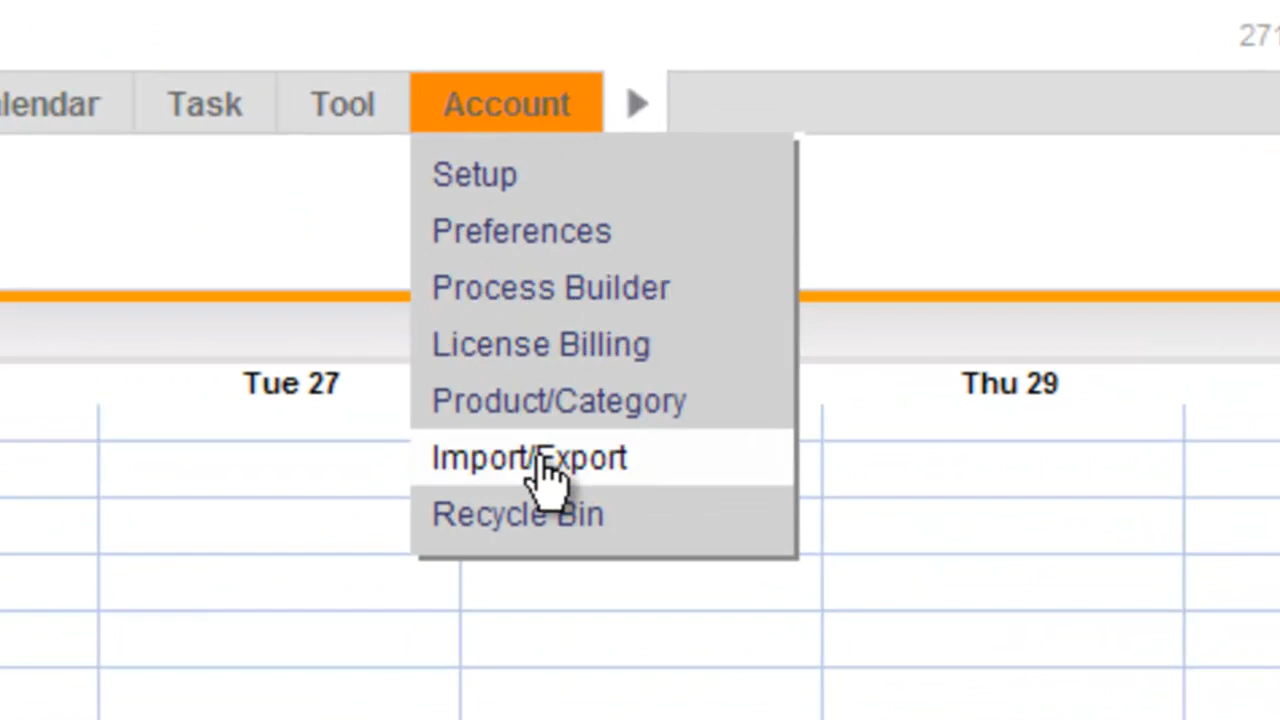 271
lendar Task Tool Account
Setup
Preferences
Process Builder
License Billing
Product/Category
Import/Export
Recycle Bin
Tue 27 Thu 29